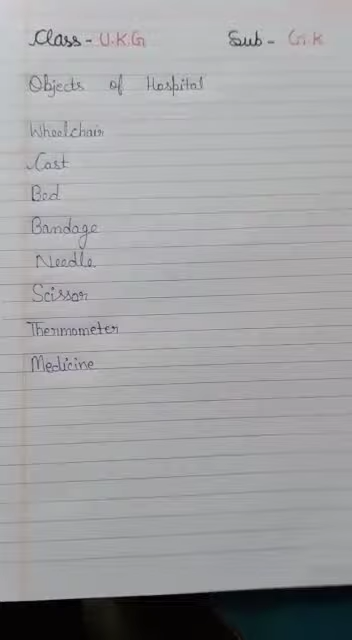 Class - U.K.G Sub - G.K
Objects of Hospital
Wheelchair
Cast
Bed
Bandage
Needle
Scissor
Thermometer
Medicine